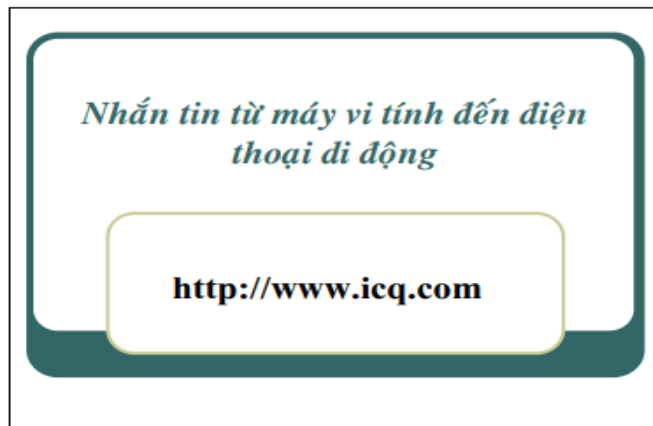 Nhắn tin từ máy vi tính đến điện
thoại di động
http://www.icq.com